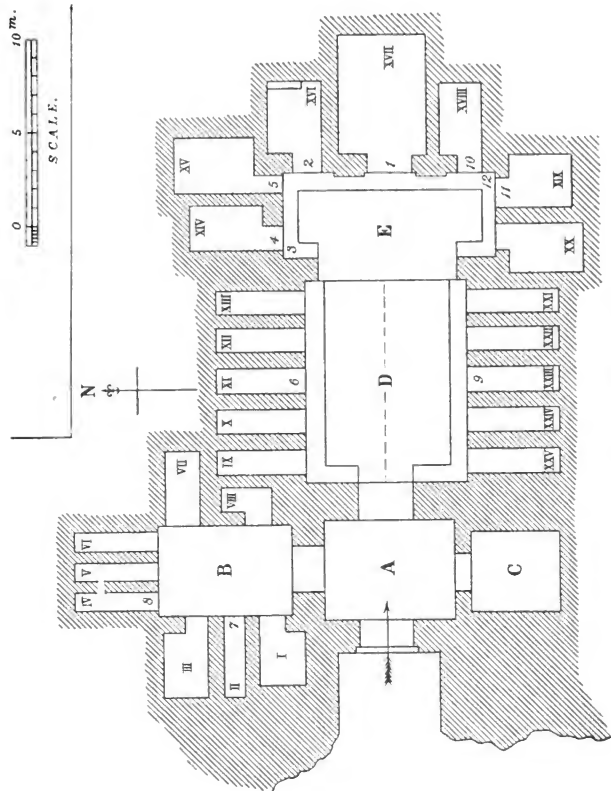 10 m.
5
0
SCALE.
N
XV
XVI
XVII
XVIII
XIV
5
2
1
10
12
4
3
11
XIX
E
XX
XIII
XII
XI
X
IX
6
D
9
XXI
XXII
XXIII
XXIV
XXV
VII
VIII
VI
V
IV
8
B
A
C
III
7
II
I